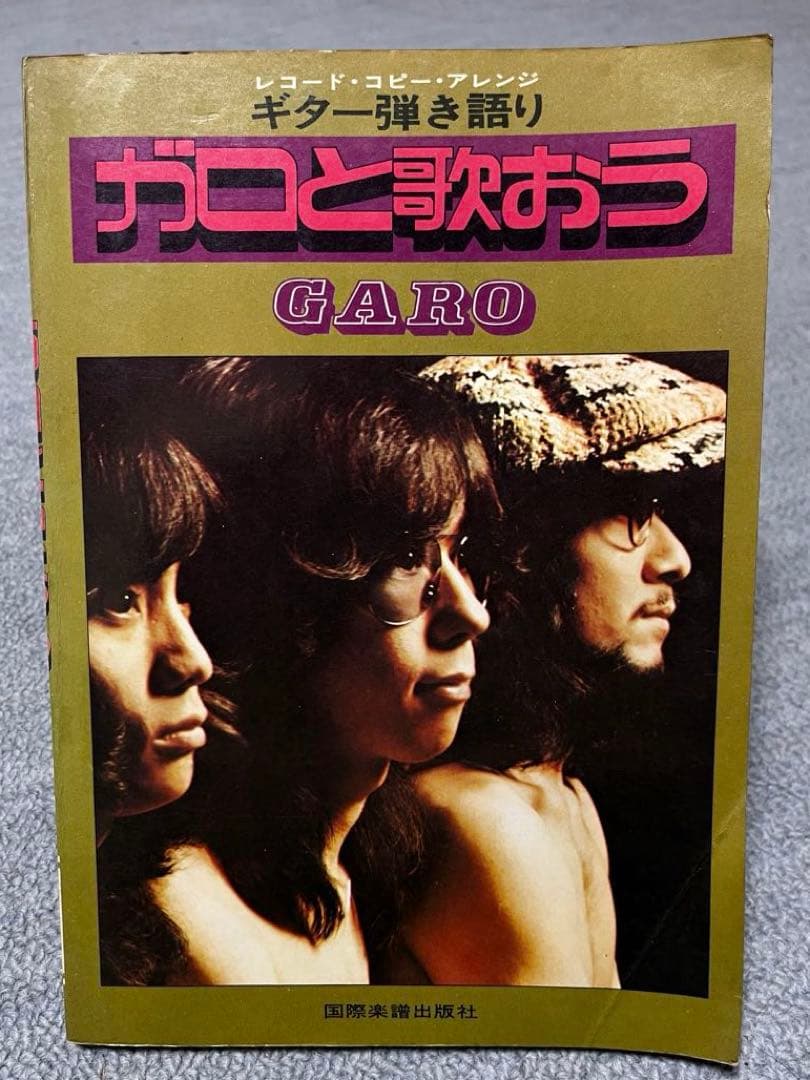 レコード・コピー・アレンジ
ギター弾き語り
ガロと歌おう
GARO
国際楽譜出版社